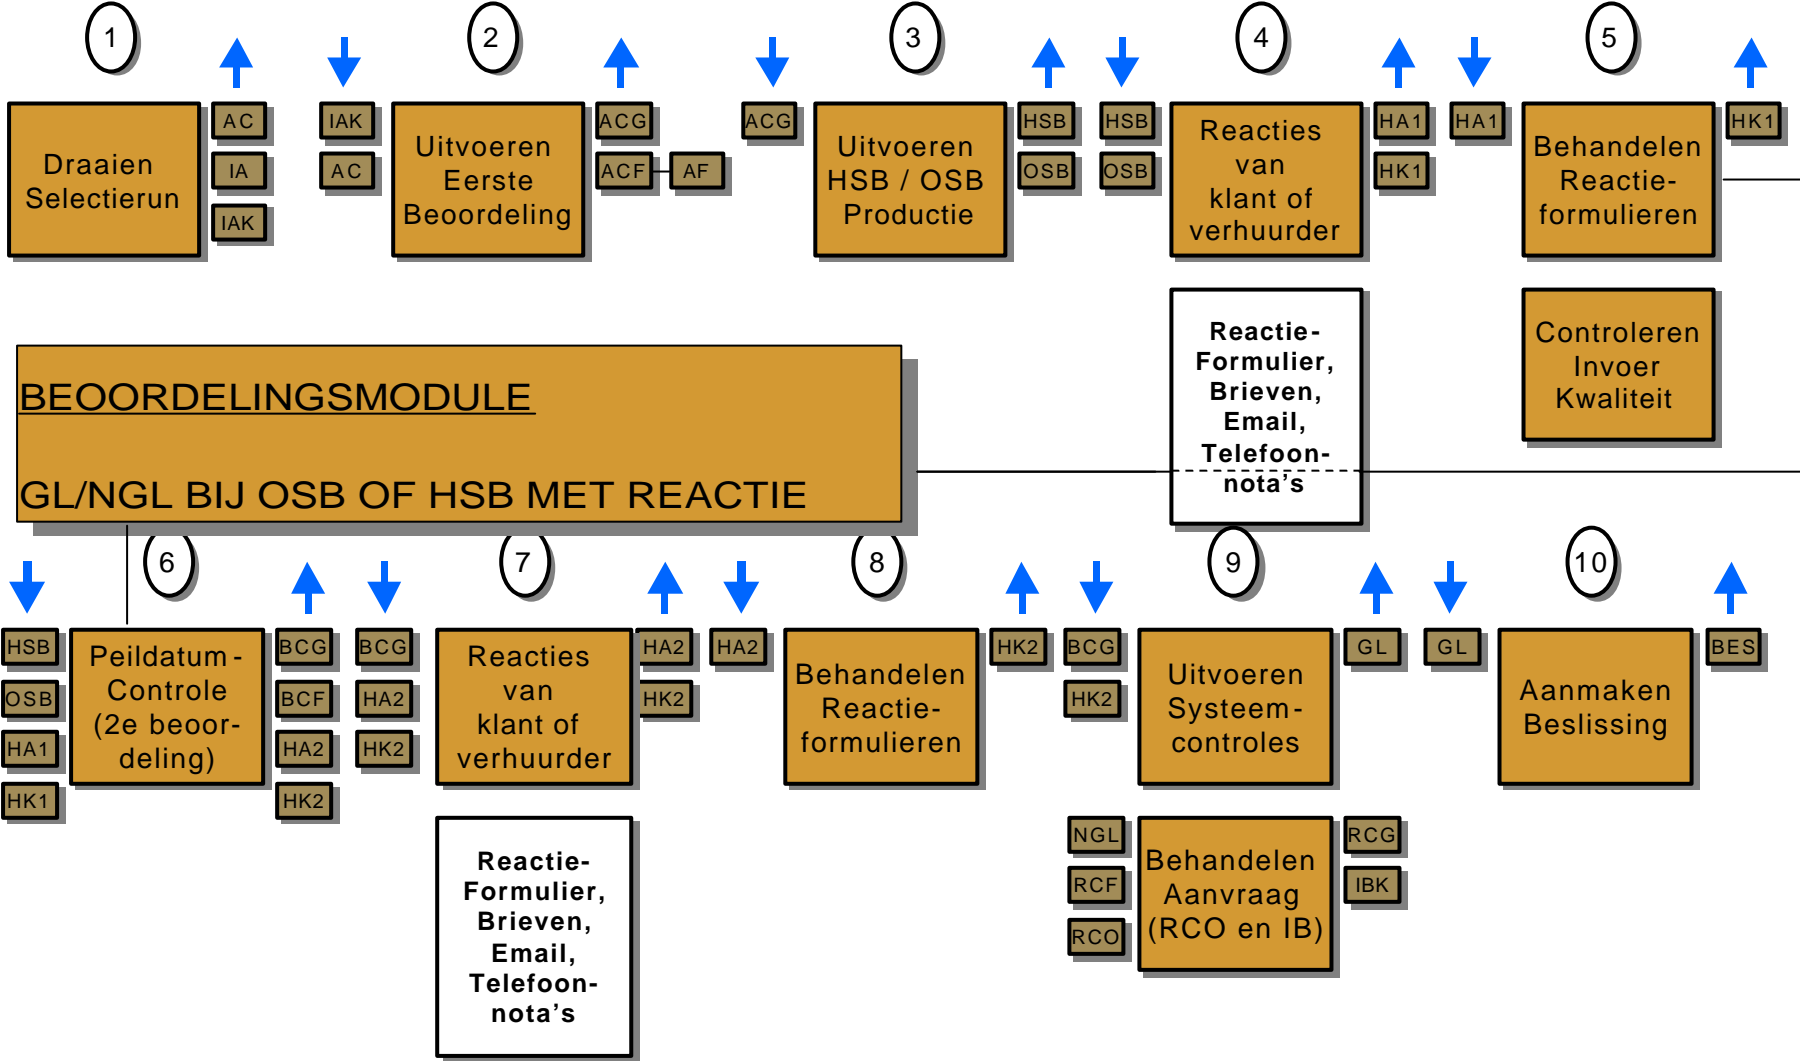 1
2
3
4
5
Draaien
Selectierun
AC
IA
IAK
IAK
AC
Uitvoeren
Eerste
Beoordeling
ACG
ACF
AF
ACG
Uitvoeren
HSB / OSB
Productie
HSB
OSB
HSB
OSB
Reacties
van
klant of
verhuurder
HA1
HK1
HA1
Behandelen
Reactie-
formulieren
HK1
Reactie-
Formulier,
Brieven,
Email,
Telefoon-
nota's
Controleren
Invoer
Kwaliteit
BEOORDELINGSMODULE
GL/NGL BIJ OSB OF HSB MET REACTIE
6
7
8
9
10
HSB
OSB
HA1
HK1
Peildatum-
Controle
(2e beoor-
deling)
BCG
BCF
HA2
HK2
BCG
HA2
HK2
Reacties
van
klant of
verhuurder
HA2
HK2
HA2
Behandelen
Reactie-
formulieren
HK2
BCG
HK2
Uitvoeren
Systeem-
controles
GL
GL
Aanmaken
Beslissing
BES
Reactie-
Formulier,
Brieven,
Email,
Telefoon-
nota's
NGL
RCF
RCO
Behandelen
Aanvraag
(RCO en IB)
RCG
IBK